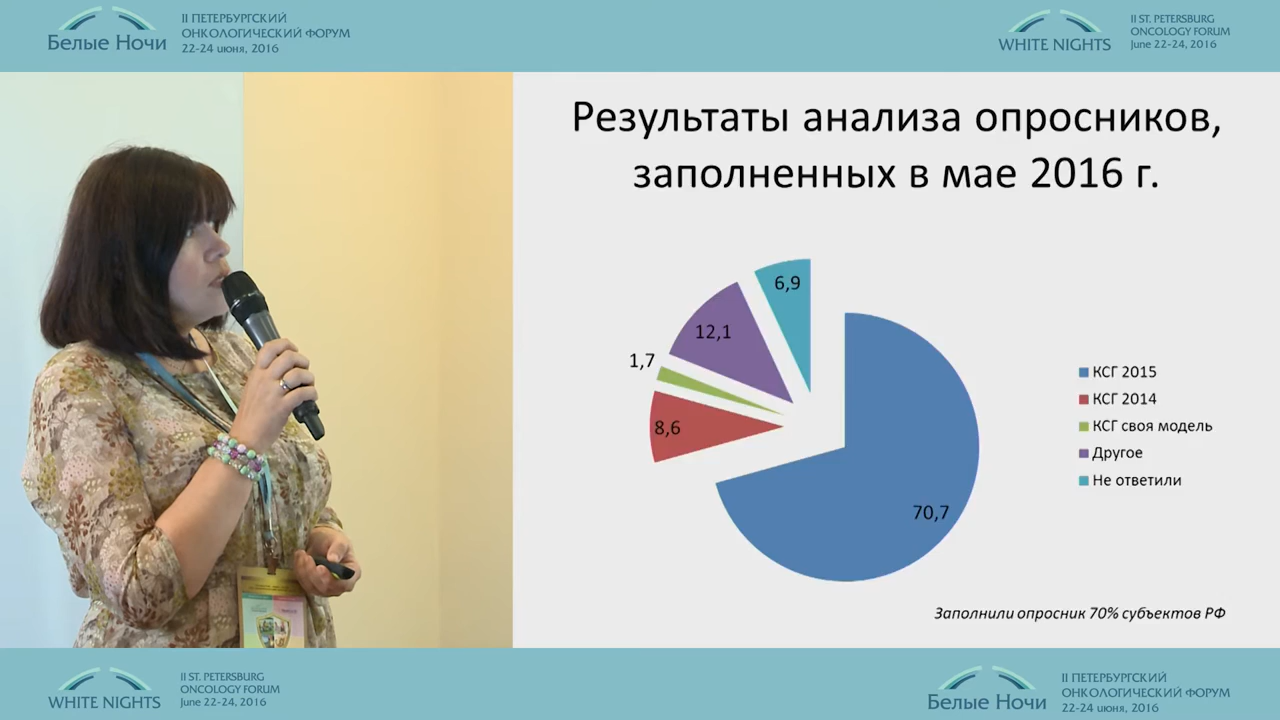 Белые Ночи
II ПЕТЕРБУРГСКИЙ
ОНКОЛОГИЧЕСКИЙ ФОРУМ
22-24 июня, 2016
WHITE NIGHTS
II ST. PETERSBURG
ONCOLOGY FORUM
June 22-24, 2016
Результаты анализа опросников,
заполненных в мае 2016 г.
6,9
12,1
1,7
8,6
70,7
КСГ 2015
КСГ 2014
КСГ своя модель
Другое
Не ответили
Заполнили опросник 70% субъектов РФ
WHITE NIGHTS
II ST. PETERSBURG
ONCOLOGY FORUM
June 22-24, 2016
Белые Ночи
II ПЕТЕРБУРГСКИЙ
ОНКОЛОГИЧЕСКИЙ ФОРУМ
22-24 июня, 2016